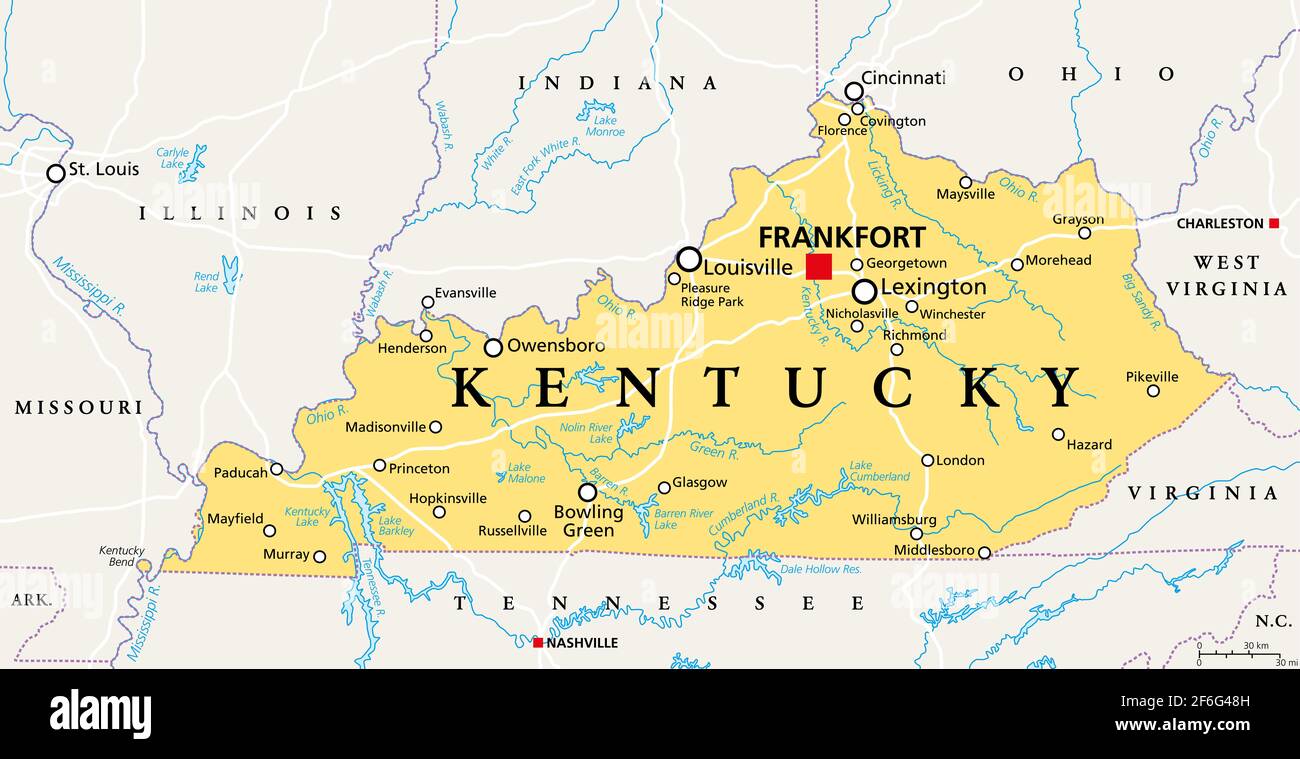 Cincinnati
INDIANA
OHIO
Wabash R.
Lake
Monroe
Covington
Florence
Ohio R.
White R.
East Fork White R.
Carlyle
Lake
St. Louis
Licking R.
Maysville
Ohio R.
ILLINOIS
Grayson
CHARLESTON
FRANKFORT
Mississippi R.
Rend
Lake
Wabash R.
Louisville
Georgetown
Morehead
WEST
VIRGINIA
Pleasure
Ridge Park
Lexington
Evansville
Ohio R.
Kentucky R.
Nicholasville
Winchester
Big Sandy R.
Henderson
Owensboro
Richmond
KENTUCKY
Pikeville
MISSOURI
Ohio R.
Madisonville
Nolin River
Lake
Green R.
Hazard
Paducah
Princeton
Lake
Malone
Barren R.
Glasgow
Lake
Cumberland
London
Hopkinsville
VIRGINIA
Kentucky
Lake
Lake
Barkley
Russellville
Bowling
Green
Barren River
Lake
Cumberland R.
Williamsburg
Mayfield
Murray
Middlesboro
Kentucky
Bend
Tennessee R.
Dale Hollow Res.
ARK.
Mississippi R.
TENNESSEE
NASHVILLE
N.C.
0 30 km
0 30 mi
a
alamy
alamy
Image ID: 2F6G48H
www.alamy.com